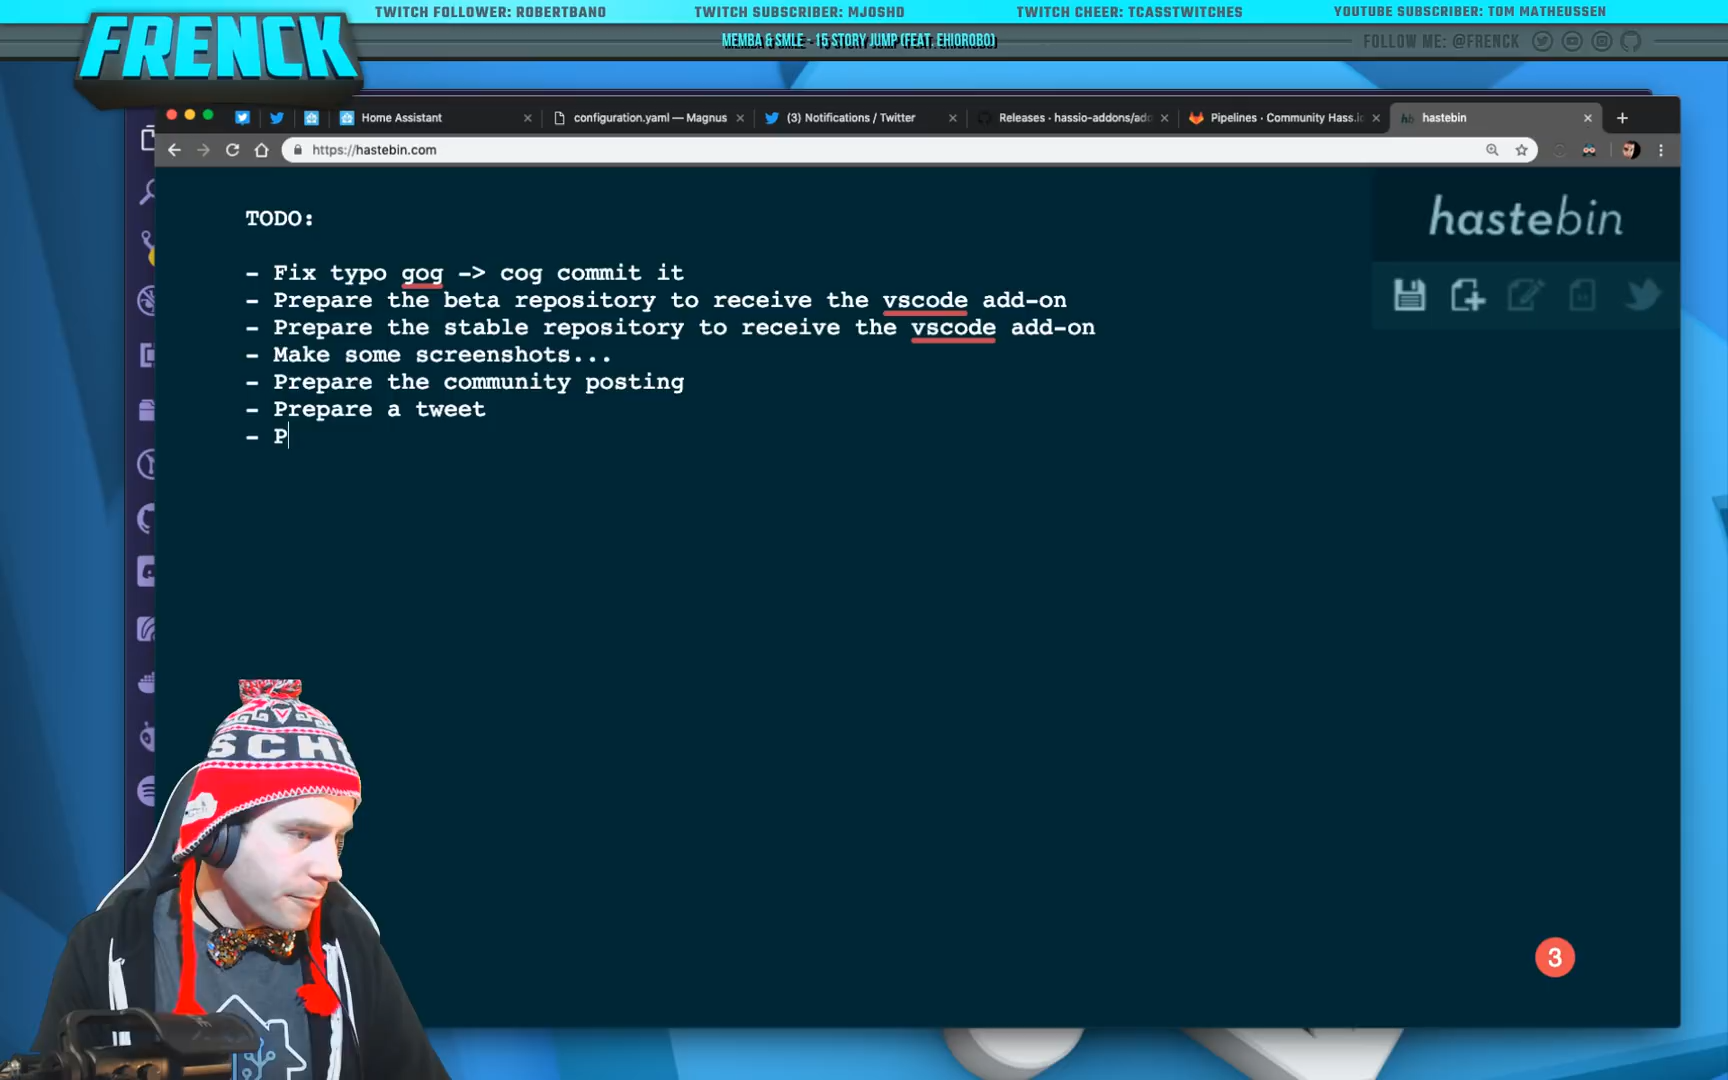 TWITCH FOLLOWER: ROBERTBANO
TWITCH SUBSCRIBER: MJOSHD
TWITCH CHEER: TCASSTWITCHES
YOUTUBE SUBSCRIBER: TOM MATHEUSSEN
FRENCK
MEMBA & SMLE - 15 STORY JUMP (FEAT. EHIOROBO)
FOLLOW ME: @FRENCK
Home Assistant
configuration.yaml — Magnus
(3) Notifications / Twitter
Releases · hassio-addons/add
Pipelines · Community Hass.io
hastebin
https://hastebin.com
hastebin
TODO:
- Fix typo gog -> cog commit it
- Prepare the beta repository to receive the vscode add-on
- Prepare the stable repository to receive the vscode add-on
- Make some screenshots...
- Prepare the community posting
- Prepare a tweet
- P
SCH
3